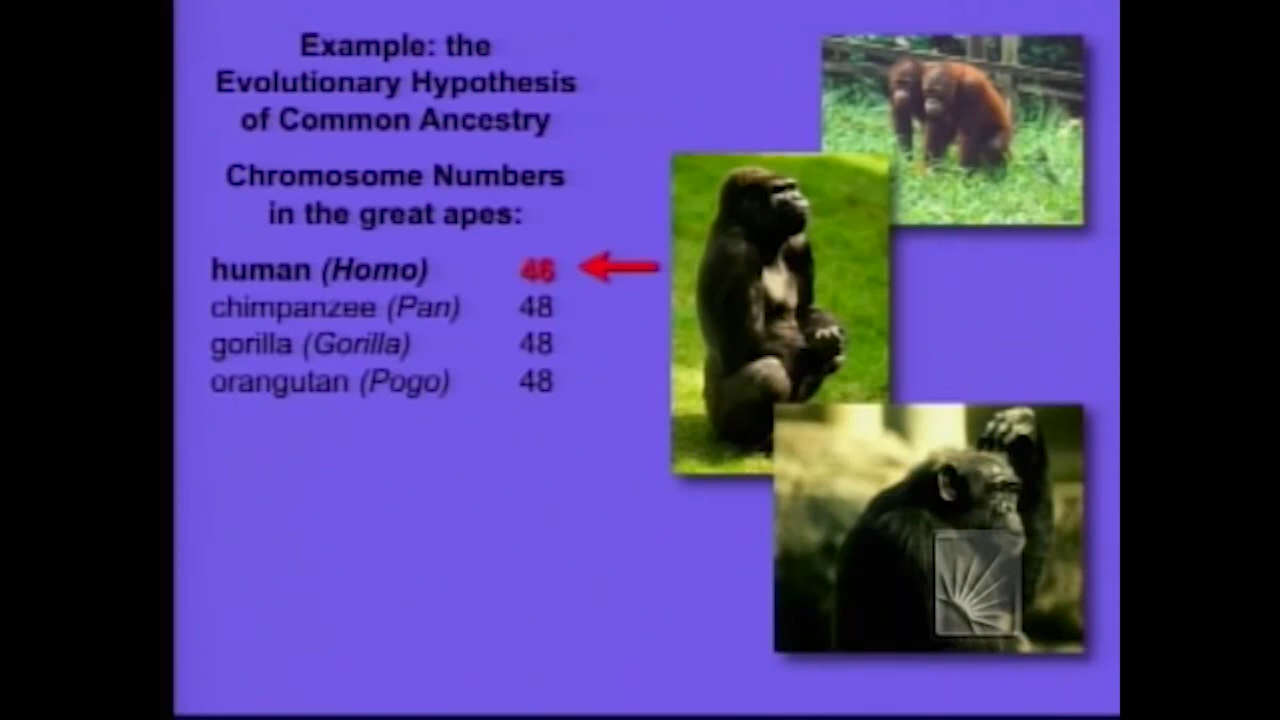 Example: the
Evolutionary Hypothesis
of Common Ancestry
Chromosome Numbers
in the great apes:
human (Homo) 46
chimpanzee (Pan) 48
gorilla (Gorilla) 48
orangutan (Pogo) 48